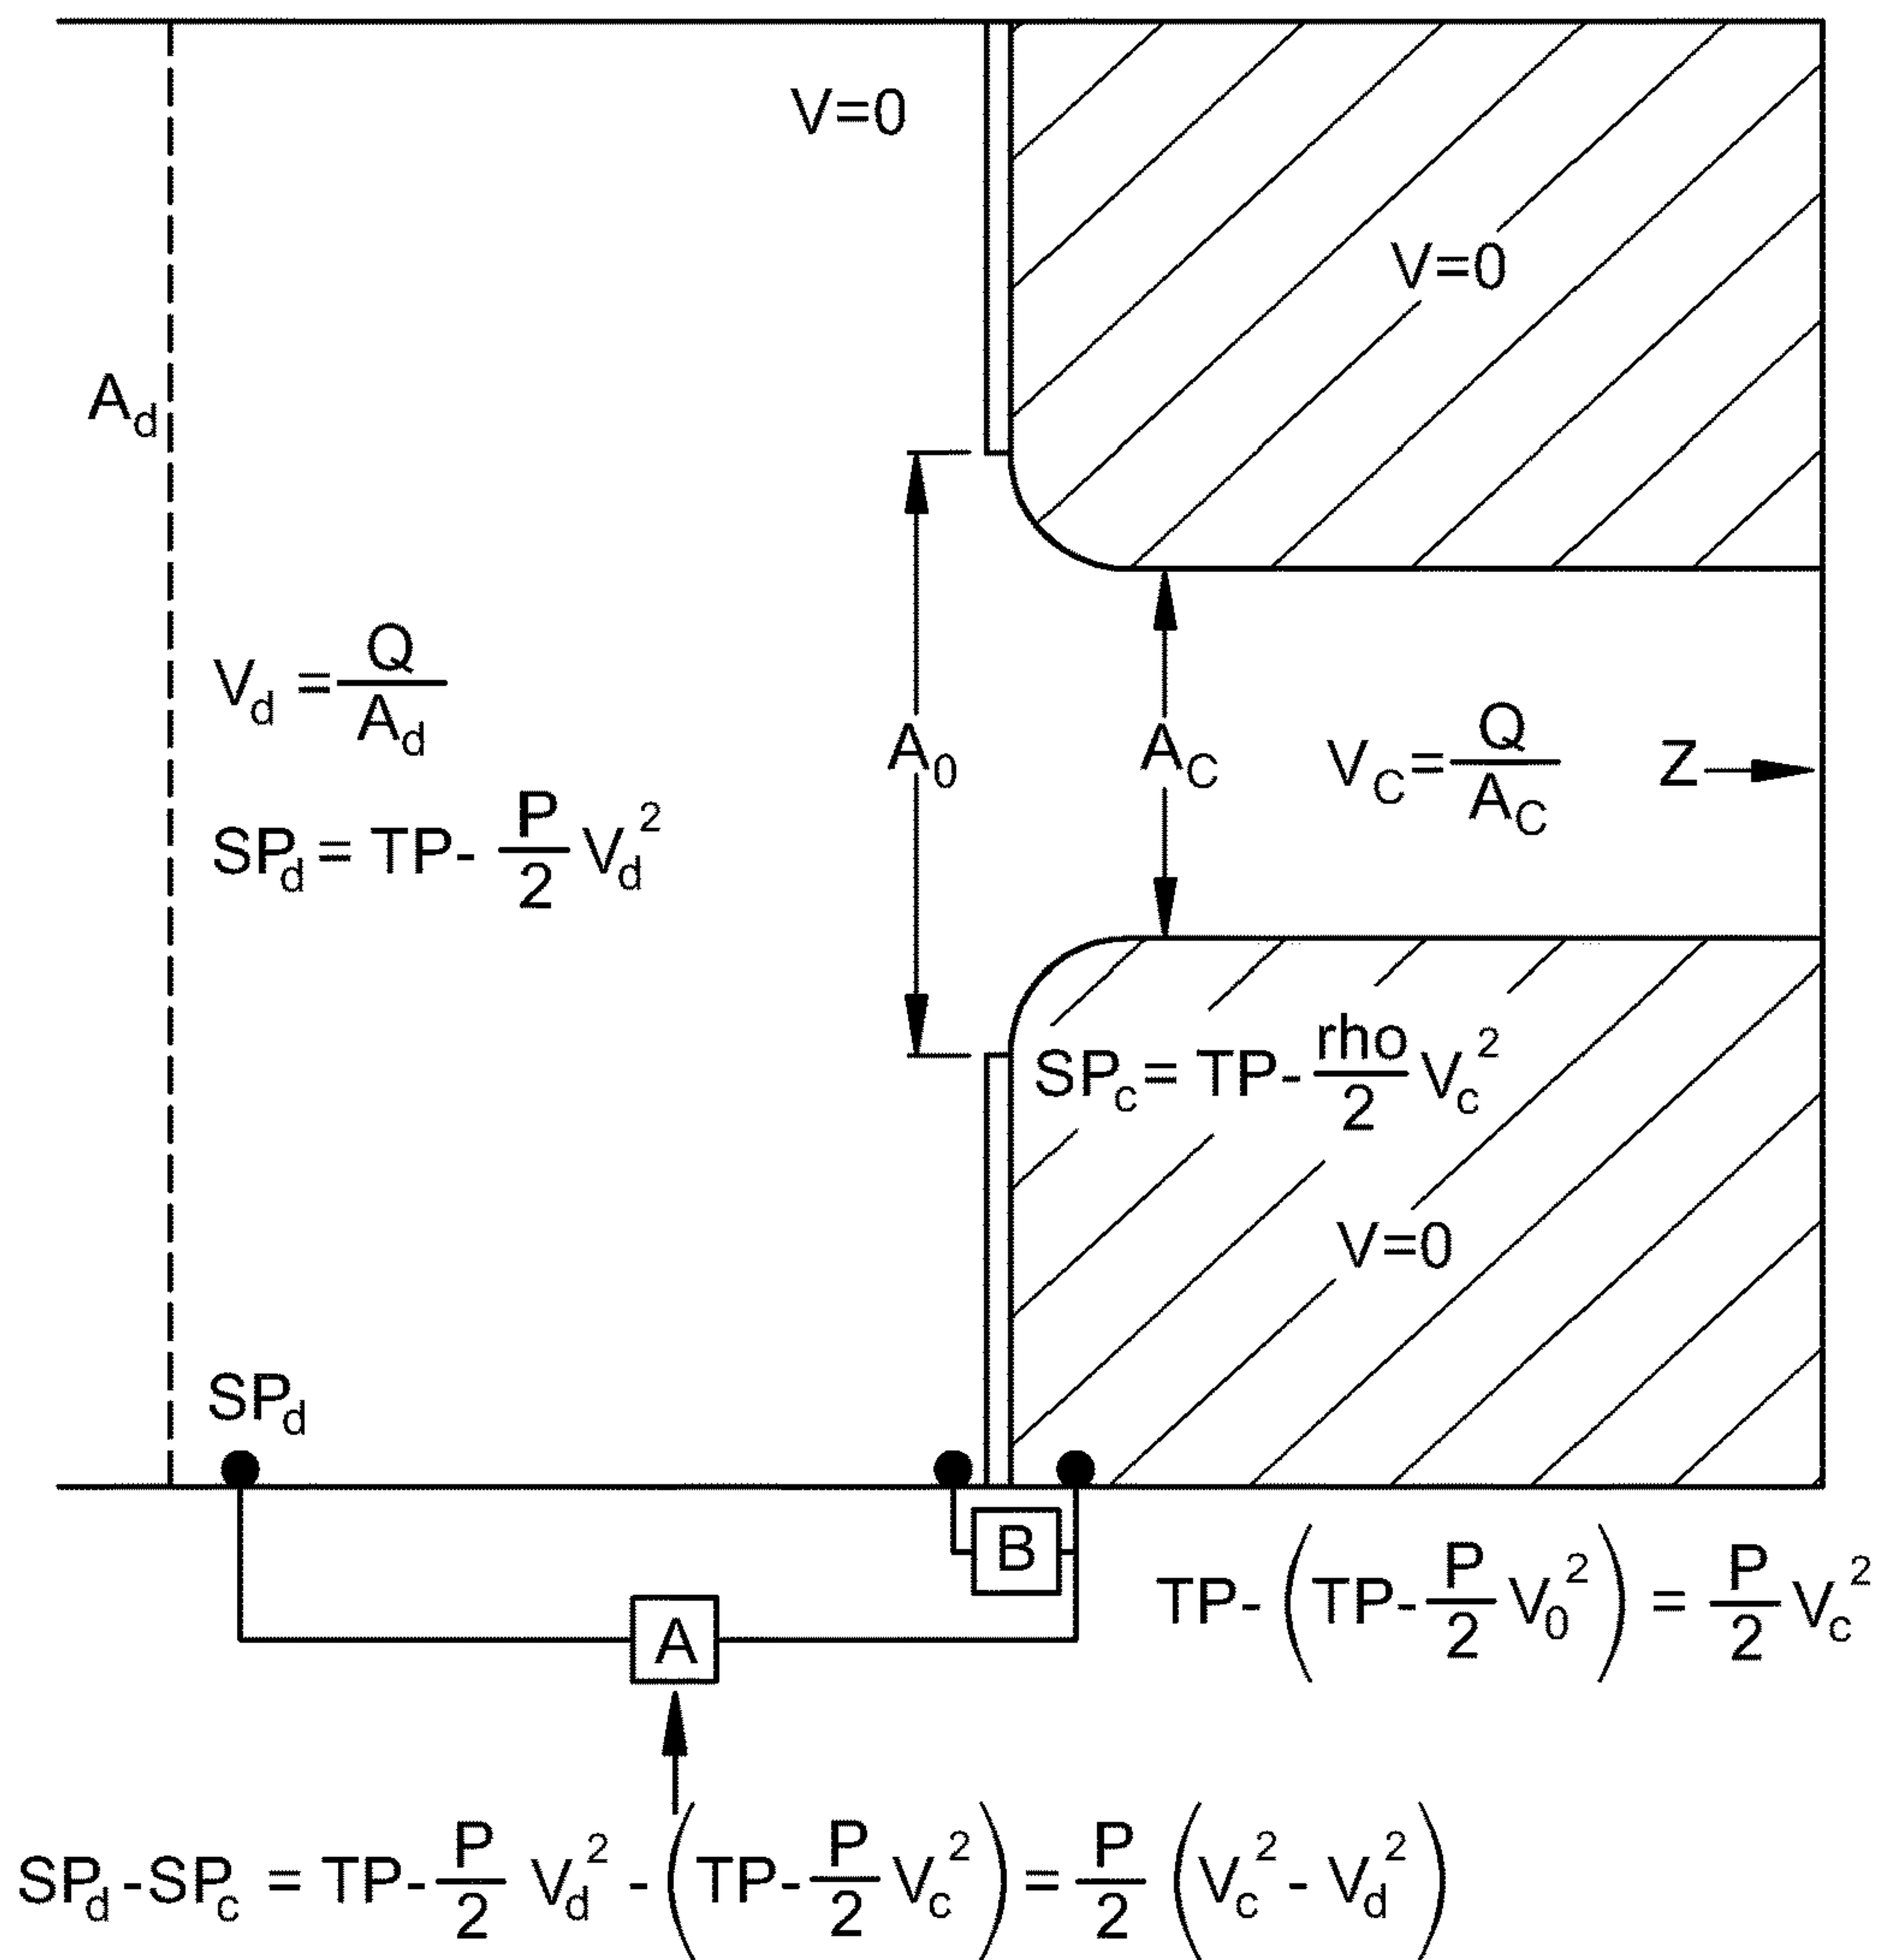 V=0
V=0
A_d
V_d = Q/A_d
A_0
A_C
V_C = Q/A_C
Z
SP_d = TP - P/2 V_d^2
SP_c = TP - rho/2 V_c^2
V=0
SP_d
B
TP - (TP - P/2 V_0^2) = P/2 V_c^2
A
SP_d - SP_c = TP - P/2 V_d^2 - (TP - P/2 V_c^2) = P/2 (V_c^2 - V_d^2)